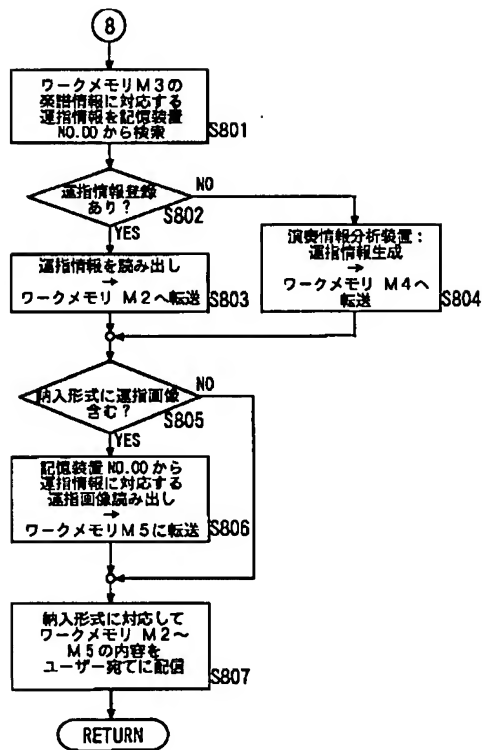 8
ワークメモリM3の
楽譜情報に対応する
運指情報を記憶装置
NO.00から検索
S801
運指情報登録
あり?
NO
S802
YES
運指情報を読み出し
→
ワークメモリ M2へ転送
S803
演奏情報分析装置:
運指情報生成
→
ワークメモリ M4へ
転送
S804
納入形式に運指画像
含む?
NO
S805
YES
記憶装置 NO.00 から
運指情報に対応する
運指画像読み出し
→
ワークメモリM5に転送
S806
納入形式に対応して
ワークメモリ M2〜
M5の内容を
ユーザー宛てに配信
S807
RETURN